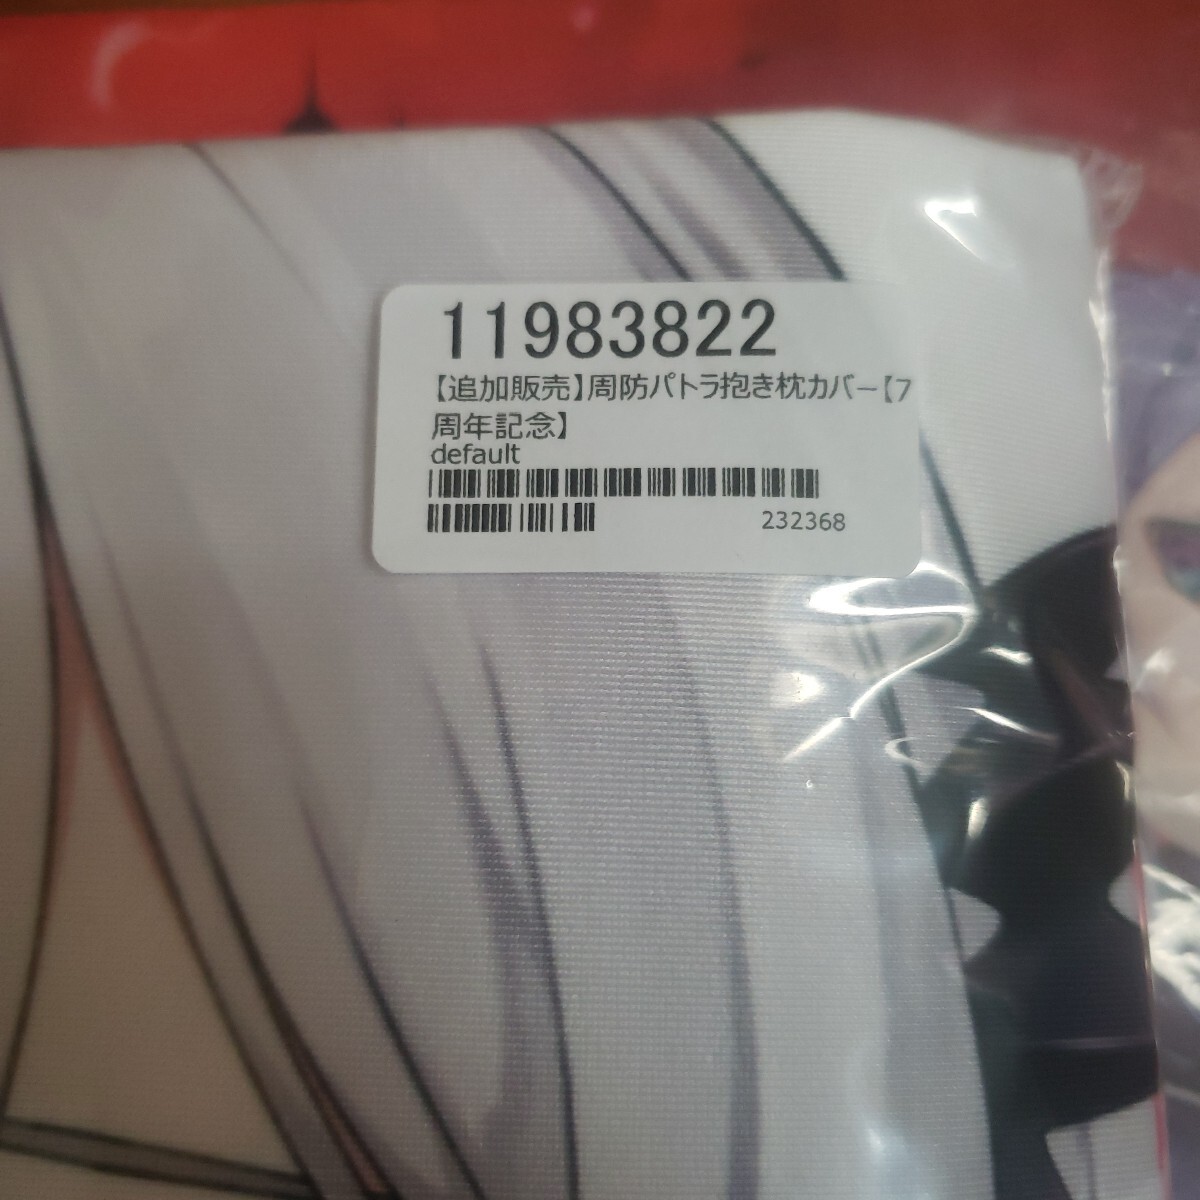 11983822
【追加販売】周防パトラ抱き枕カバー【7
周年記念】
default
232368